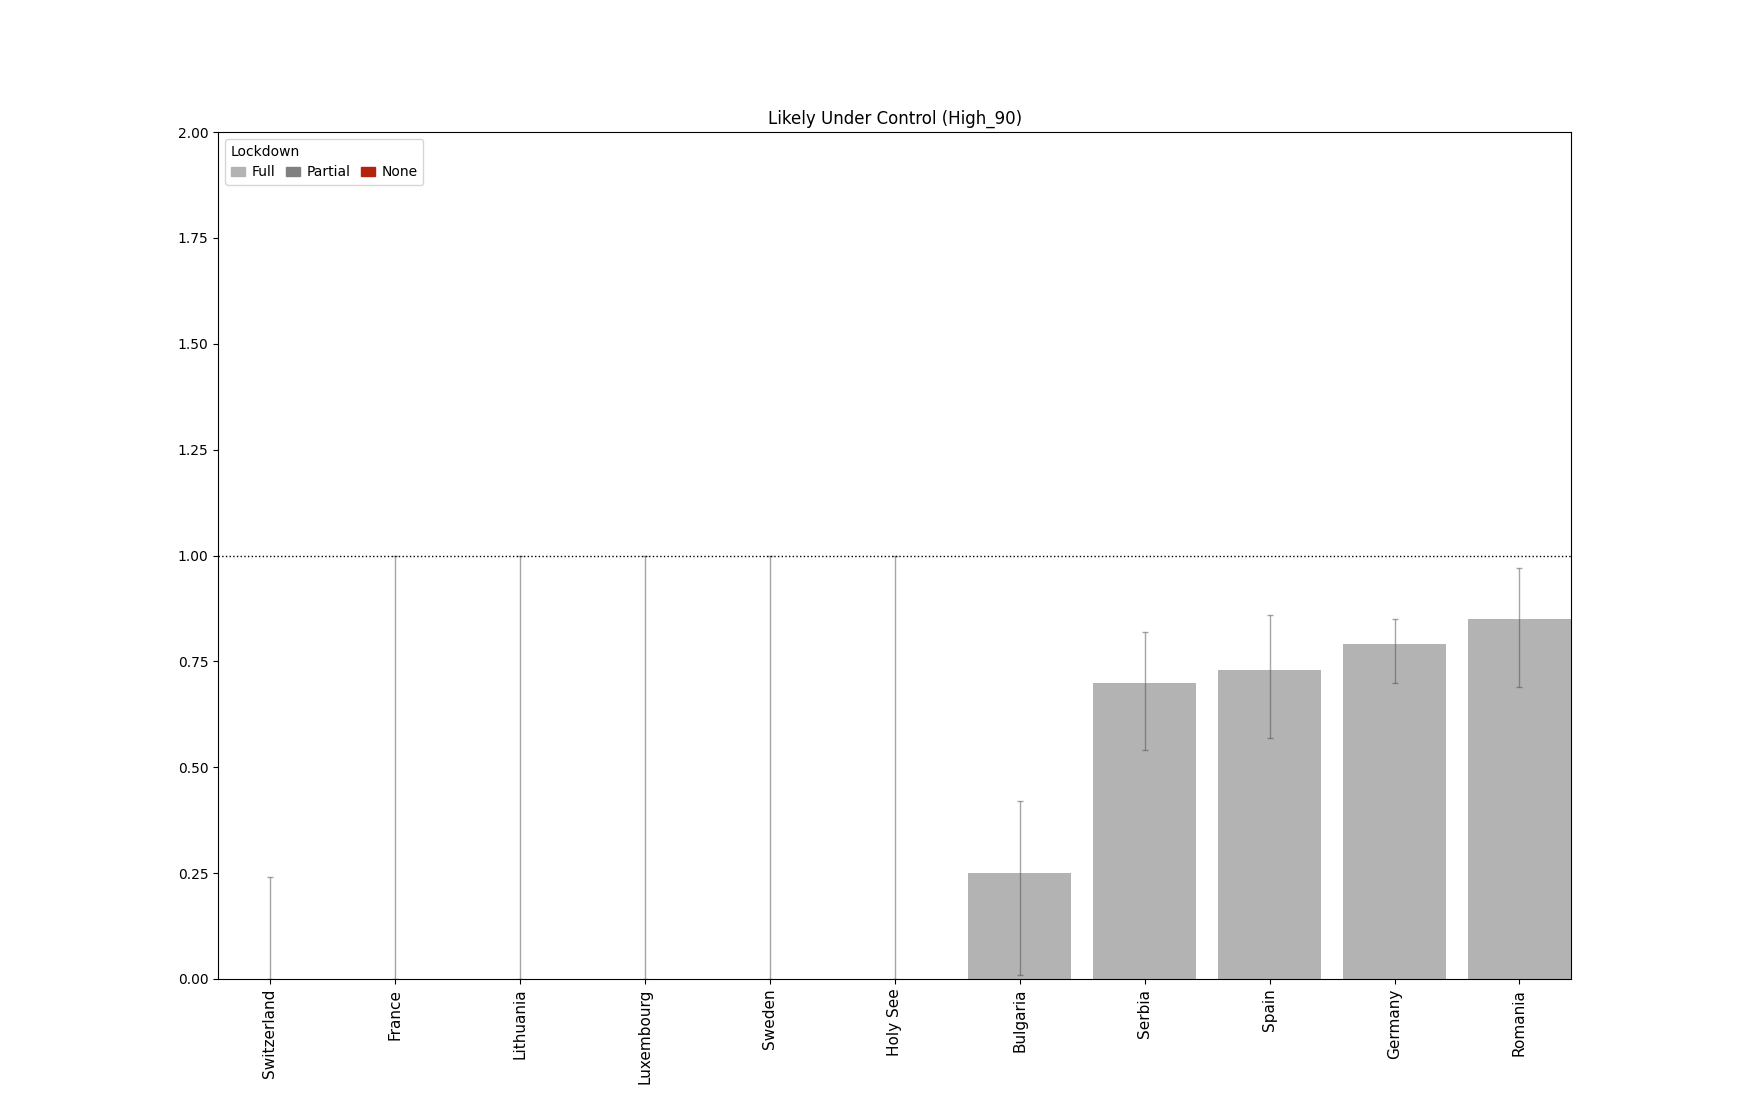 Likely Under Control (High_90)
2.00
Lockdown
Full Partial None
1.75
1.50
1.25
1.00
0.75
0.50
0.25
0.00
Switzerland
France
Lithuania
Luxembourg
Sweden
Holy See
Bulgaria
Serbia
Spain
Germany
Romania